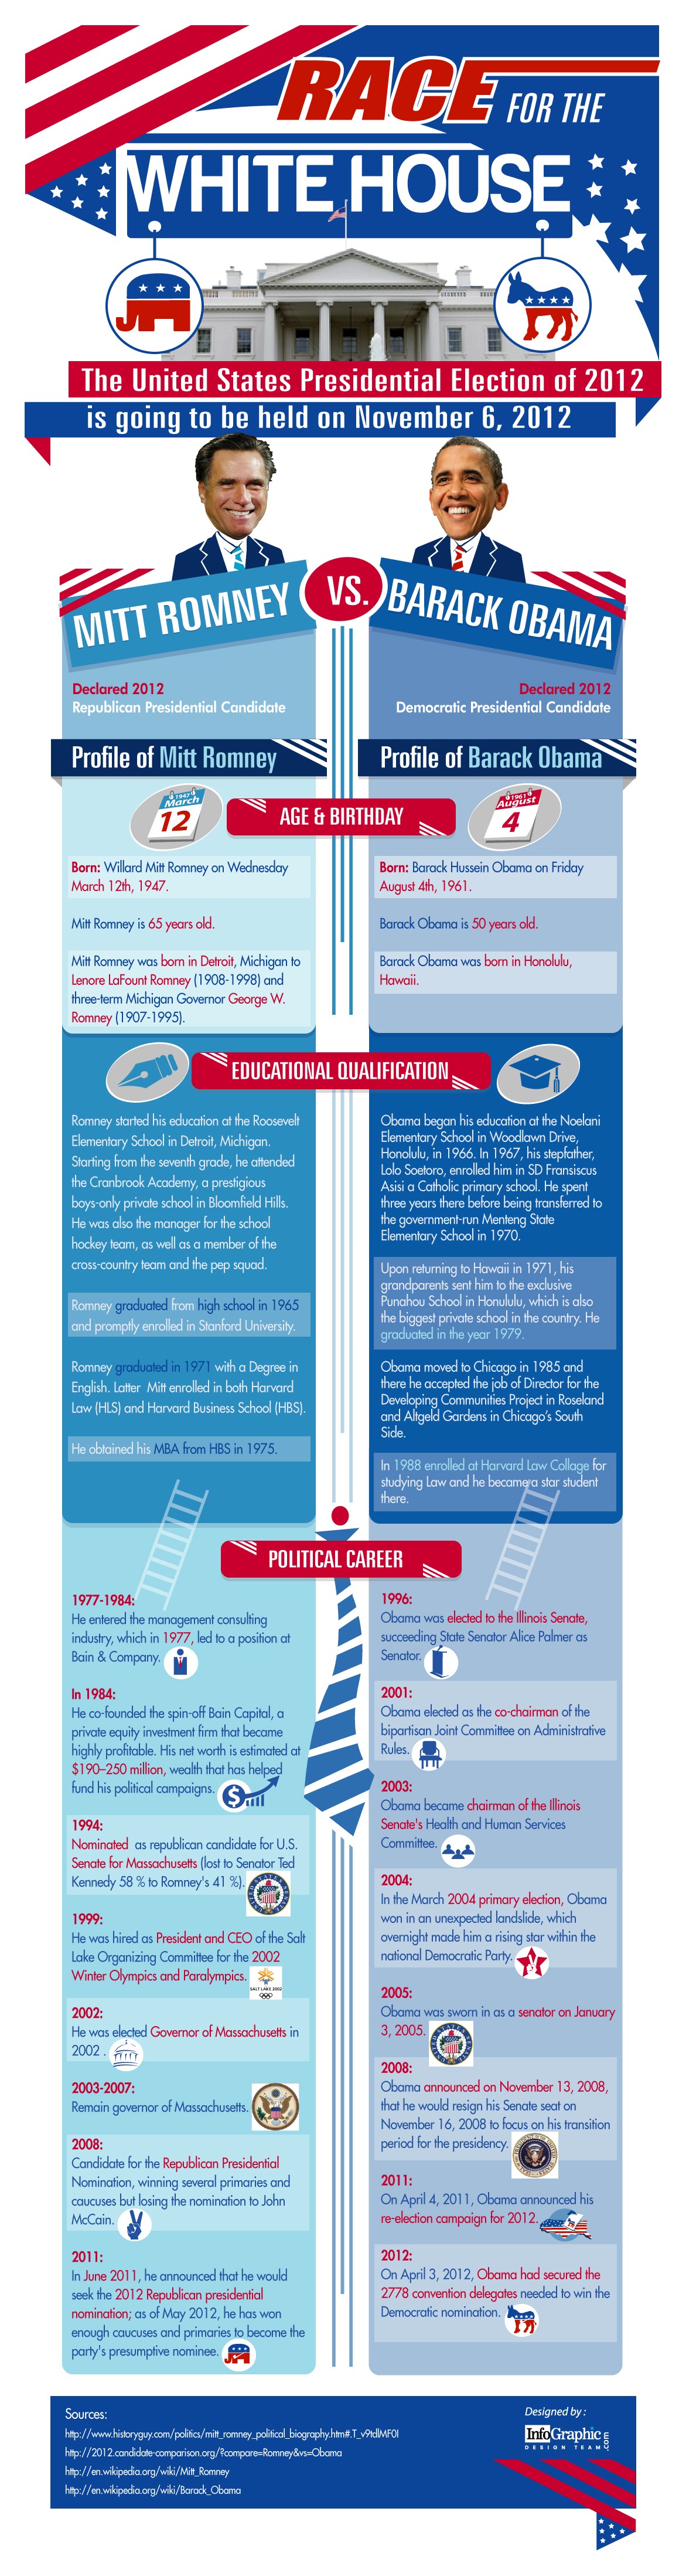 RACE FOR THE
WHITE HOUSE
The United States Presidential Election of 2012
is going to be held on November 6, 2012
MITT ROMNEY
VS.
BARACK OBAMA
Declared 2012
Republican Presidential Candidate
Declared 2012
Democratic Presidential Candidate
Profile of Mitt Romney
Profile of Barack Obama
1947
March
12
AGE & BIRTHDAY
1961
August
4
Born: Willard Mitt Romney on Wednesday
March 12th, 1947.
Mitt Romney is 65 years old.
Mitt Romney was born in Detroit, Michigan to
Lenore LaFount Romney (1908-1998) and
three-term Michigan Governor George W.
Romney (1907-1995).
Born: Barack Hussein Obama on Friday
August 4th, 1961.
Barack Obama is 50 years old.
Barack Obama was born in Honolulu,
Hawaii.
EDUCATIONAL QUALIFICATION
Romney started his education at the Roosevelt
Elementary School in Detroit, Michigan.
Starting from the seventh grade, he attended
the Cranbrook Academy, a prestigious
boys-only private school in Bloomfield Hills.
He was also the manager for the school
hockey team, as well as a member of the
cross-country team and the pep squad.
Romney graduated from high school in 1965
and promptly enrolled in Stanford University.
Romney graduated in 1971 with a Degree in
English. Latter Mitt enrolled in both Harvard
Law (HLS) and Harvard Business School (HBS).
He obtained his MBA from HBS in 1975.
Obama began his education at the Noelani
Elementary School in Woodlawn Drive,
Honolulu, in 1966. In 1967, his stepfather,
Lolo Soetoro, enrolled him in SD Fransiscus
Asisi a Catholic primary school. He spent
three years there before being transferred to
the government-run Menteng State
Elementary School in 1970.
Upon returning to Hawaii in 1971, his
grandparents sent him to the exclusive
Punahou School in Honululu, which is also
the biggest private school in the country. He
graduated in the year 1979.
Obama moved to Chicago in 1985 and
there he accepted the job of Director for the
Developing Communities Project in Roseland
and Altgeld Gardens in Chicago's South
Side.
In 1988 enrolled at Harvard Law Collage for
studying Law and he became a star student
there.
POLITICAL CAREER
1977-1984:
He entered the management consulting
industry, which in 1977, led to a position at
Bain & Company.
In 1984:
He co-founded the spin-off Bain Capital, a
private equity investment firm that became
highly profitable. His net worth is estimated at
$190–250 million, wealth that has helped
fund his political campaigns.
1994:
Nominated as republican candidate for U.S.
Senate for Massachusetts (lost to Senator Ted
Kennedy 58 % to Romney's 41 %).
1999:
He was hired as President and CEO of the Salt
Lake Organizing Committee for the 2002
Winter Olympics and Paralympics.
SALT LAKE 2002
2002:
He was elected Governor of Massachusetts in
2002 .
2003-2007:
Remain governor of Massachusetts.
2008:
Candidate for the Republican Presidential
Nomination, winning several primaries and
caucuses but losing the nomination to John
McCain.
2011:
In June 2011, he announced that he would
seek the 2012 Republican presidential
nomination; as of May 2012, he has won
enough caucuses and primaries to become the
party's presumptive nominee.
1996:
Obama was elected to the Illinois Senate,
succeeding State Senator Alice Palmer as
Senator.
2001:
Obama elected as the co-chairman of the
bipartisan Joint Committee on Administrative
Rules.
2003:
Obama became chairman of the Illinois
Senate's Health and Human Services
Committee.
2004:
In the March 2004 primary election, Obama
won in an unexpected landslide, which
overnight made him a rising star within the
national Democratic Party.
2005:
Obama was sworn in as a senator on January
3, 2005.
2008:
Obama announced on November 13, 2008,
that he would resign his Senate seat on
November 16, 2008 to focus on his transition
period for the presidency.
2011:
On April 4, 2011, Obama announced his
re-election campaign for 2012.
2012:
On April 3, 2012, Obama had secured the
2778 convention delegates needed to win the
Democratic nomination.
Sources:
http://www.historyguy.com/politics/mitt_romney_political_biography.htm#.T_v9tdlMF0I
http://2012.candidate-comparison.org/?compare=Romney&vs=Obama
http://en.wikipedia.org/wiki/Mitt_Romney
http://en.wikipedia.org/wiki/Barack_Obama
Designed by :
InfoGraphic
DESIGN TEAM
.com